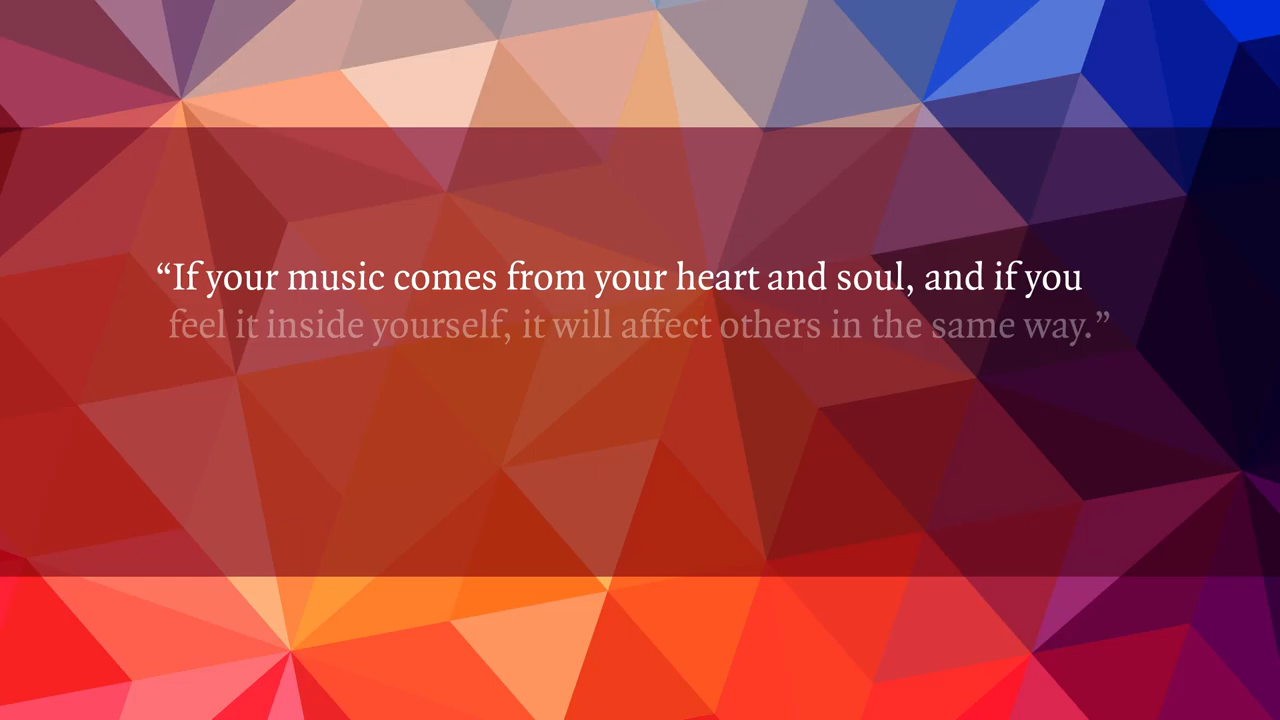 “If your music comes from your heart and soul, and if you
feel it inside yourself, it will affect others in the same way.”